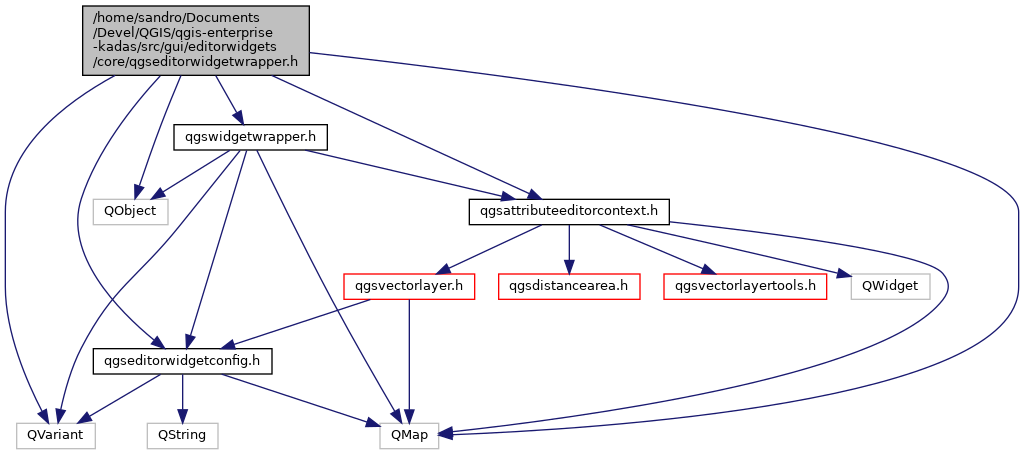 /home/sandro/Documents
/Devel/QGIS/qgis-enterprise
-kadas/src/gui/editorwidgets
/core/qgseditorwidgetwrapper.h
qgswidgetwrapper.h
QObject
qgsattributeeditorcontext.h
qgsvectorlayer.h
qgsdistancearea.h
qgsvectorlayertools.h
QWidget
qgseditorwidgetconfig.h
QVariant
QString
QMap